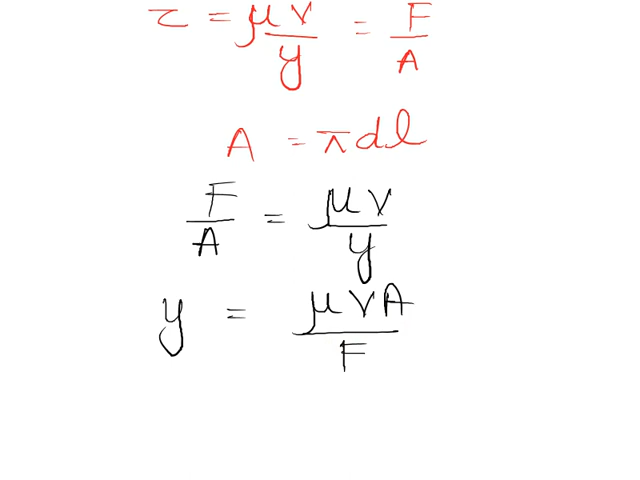 τ = μv/y = F/A
A = πdl
F/A = μv/y
y = μvA/F